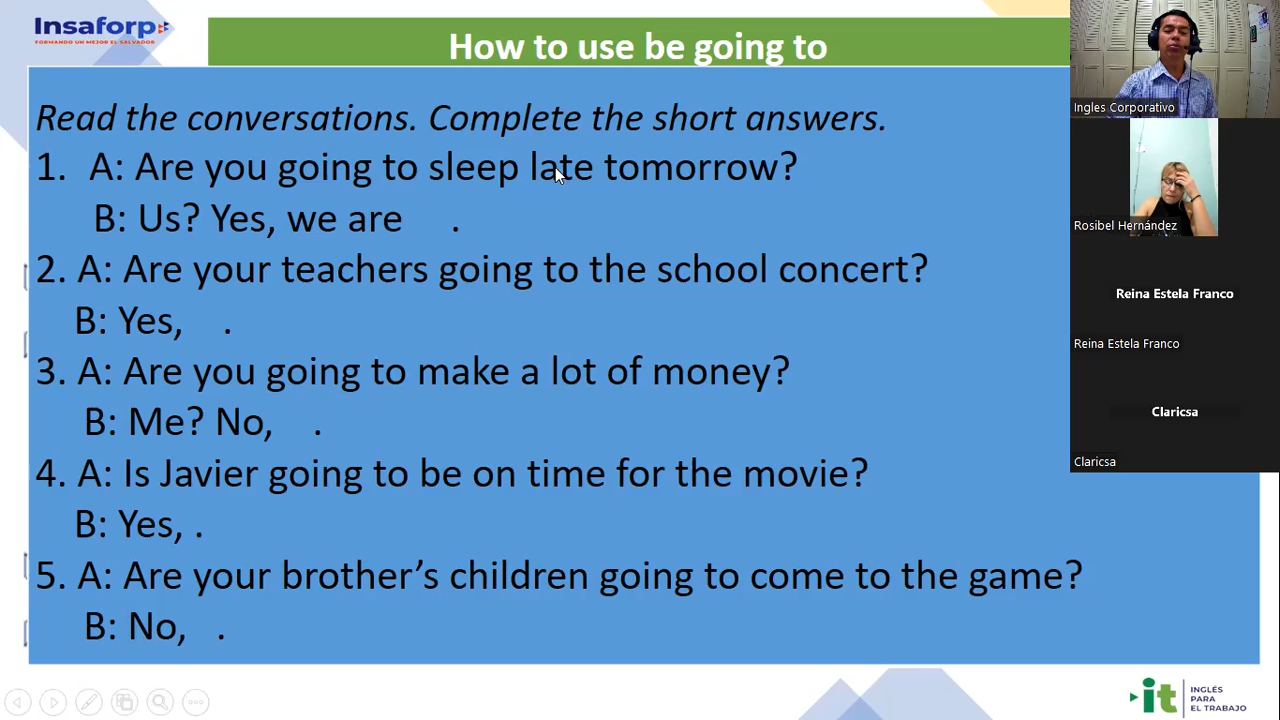 Insaforp
FORMANDO UN MEJOR EL SALVADOR
How to use be going to
Read the conversations. Complete the short answers.
1. A: Are you going to sleep late tomorrow?
B: Us? Yes, we are .
2. A: Are your teachers going to the school concert?
B: Yes, .
3. A: Are you going to make a lot of money?
B: Me? No, .
4. A: Is Javier going to be on time for the movie?
B: Yes, .
5. A: Are your brother’s children going to come to the game?
B: No, .
Ingles Corporativo
Rosibel Hernández
Reina Estela Franco
Reina Estela Franco
Claricsa
Claricsa
it
INGLÉS
PARA
EL TRABAJO